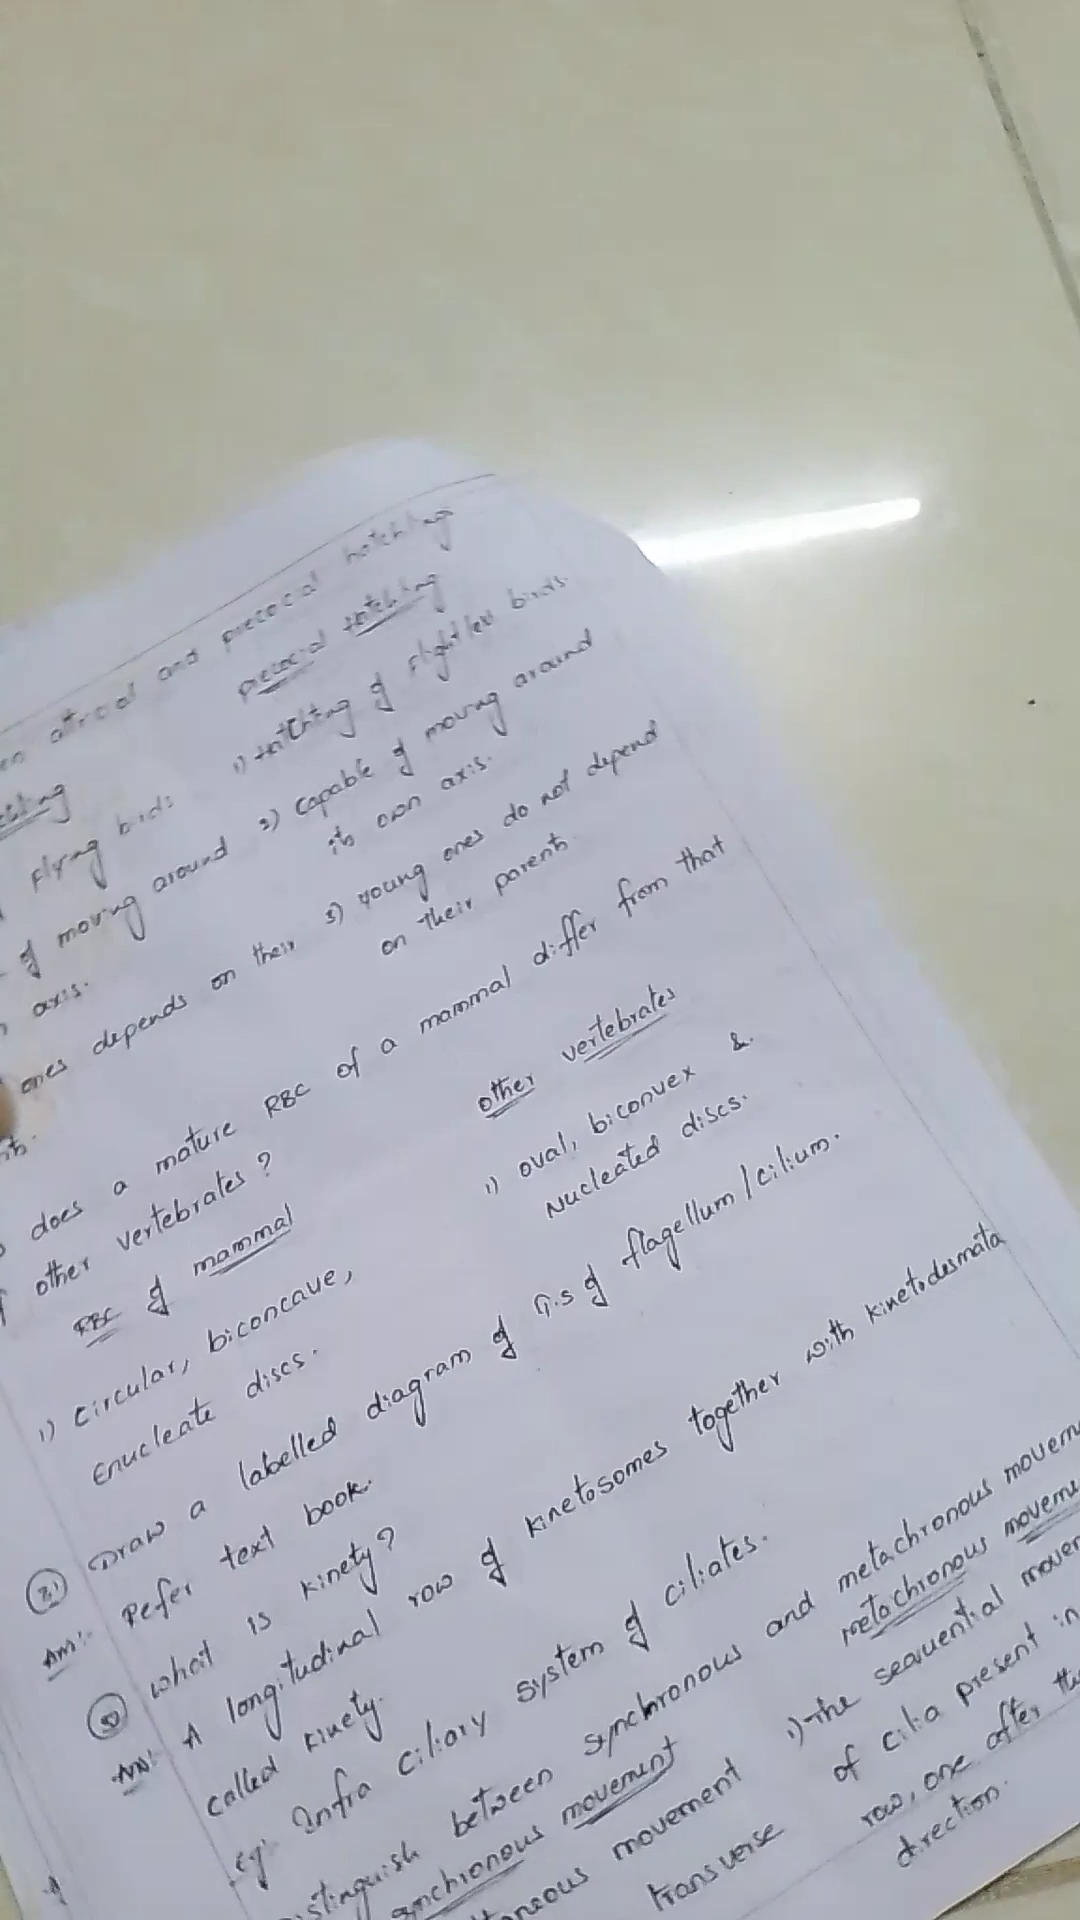 and precocial hatching
precocial Hatching
Flying birds 1) Hatching of Flightless birds.
of moving around 2) Capable of moving around
axis. its own axis.
ones depends on their 3) young ones do not depend
on their parents.
does a mature RBC of a mammal differ from that
other vertebrates?
RBC of mammal other vertebrates
1) Circular, biconcave, 1) oval, biconvex &
Enucleate discs. Nucleated discs.
Draw a labelled diagram of T.S of flagellum / cilium.
Ans:- Refer text book.
what is kinety?
Ans:- A longitudinal row of kinetosomes together with kinetodesmata
called kinety.
Eg:- Infra ciliary system of ciliates.
between synchronous and metachronous
synchronous movement metachronous
movement 1) The sequential
transverse of cilia present in
row, one after the
direction.